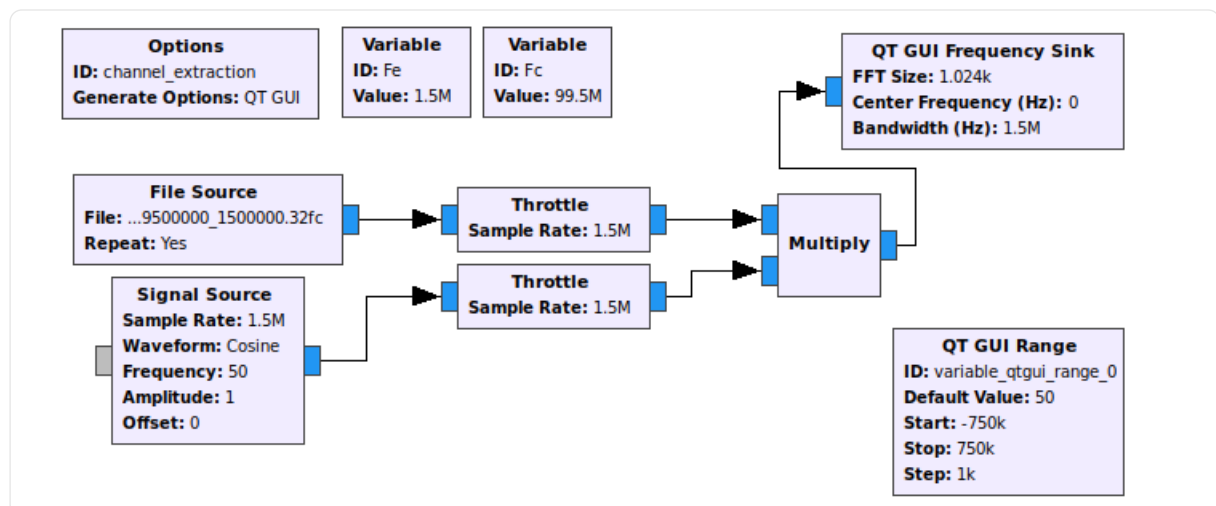 Options
ID: channel_extraction
Generate Options: QT GUI
Variable
ID: Fe
Value: 1.5M
Variable
ID: Fc
Value: 99.5M
QT GUI Frequency Sink
FFT Size: 1.024k
Center Frequency (Hz): 0
Bandwidth (Hz): 1.5M
File Source
File: ...9500000_1500000.32fc
Repeat: Yes
Throttle
Sample Rate: 1.5M
Multiply
Signal Source
Sample Rate: 1.5M
Waveform: Cosine
Frequency: 50
Amplitude: 1
Offset: 0
Throttle
Sample Rate: 1.5M
QT GUI Range
ID: variable_qtgui_range_0
Default Value: 50
Start: -750k
Stop: 750k
Step: 1k